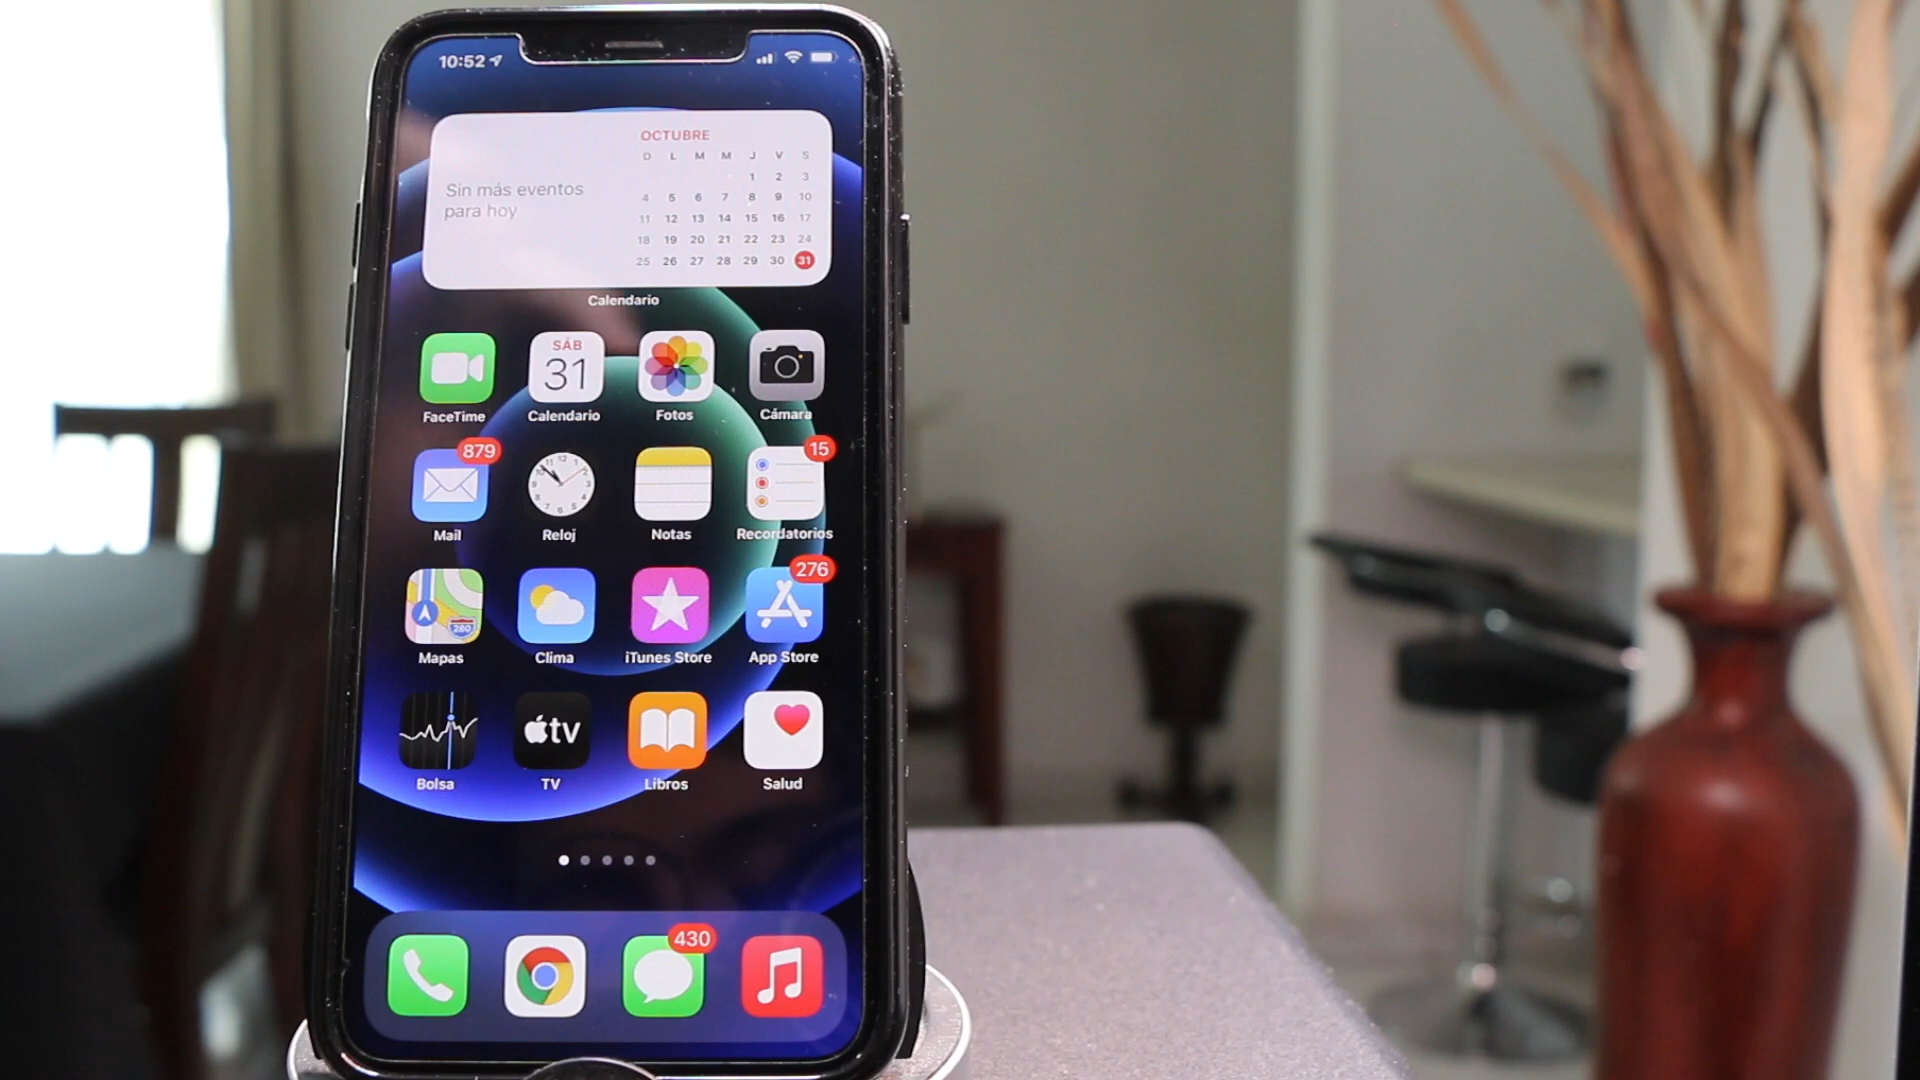 10:52
OCTUBRE
D L M M J V S
1 2 3
4 5 6 7 8 9 10
11 12 13 14 15 16 17
18 19 20 21 22 23 24
25 26 27 28 29 30 31
Sin más eventos
para hoy
Calendario
SÁB
31
FaceTime Calendario Fotos Cámara
879 15
Mail Reloj Notas Recordatorios
276
280
Mapas Clima iTunes Store App Store
tv
Bolsa TV Libros Salud
430